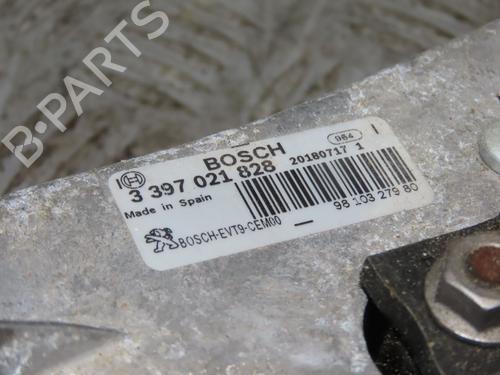 B-PARTS
BOSCH
964
3 397 021 828
20180717 1
Made in Spain
98 103 279 80
BOSCH-EVT9-CEM00